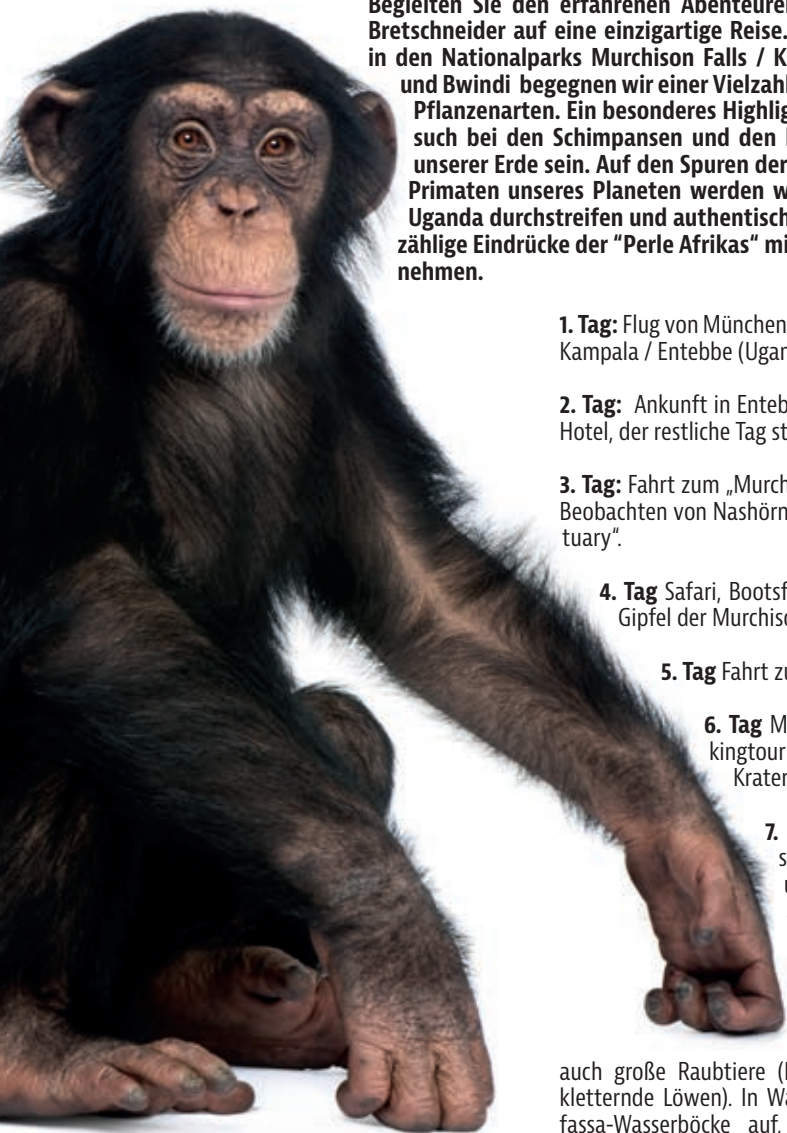 Begleiten Sie den erfahrenen Abenteurer
Bretschneider auf eine einzigartige Reise.
in den Nationalparks Murchison Falls / K
und Bwindi begegnen wir einer Vielzahl
Pflanzenarten. Ein besonderes Highlig
such bei den Schimpansen und den
unserer Erde sein. Auf den Spuren der
Primaten unseres Planeten werden w
Uganda durchstreifen und authentisch
zählige Eindrücke der “Perle Afrikas“ mi
nehmen.
1. Tag: Flug von München
Kampala / Entebbe (Ugan
2. Tag: Ankunft in Enteb
Hotel, der restliche Tag st
3. Tag: Fahrt zum „Murch
Beobachten von Nashörn
tuary“.
4. Tag Safari, Bootsf
Gipfel der Murchiso
5. Tag Fahrt zu
6. Tag M
kingtour
Krater
7.
s
auch große Raubtiere (
kletternde Löwen). In Wa
fassa-Wasserböcke auf,